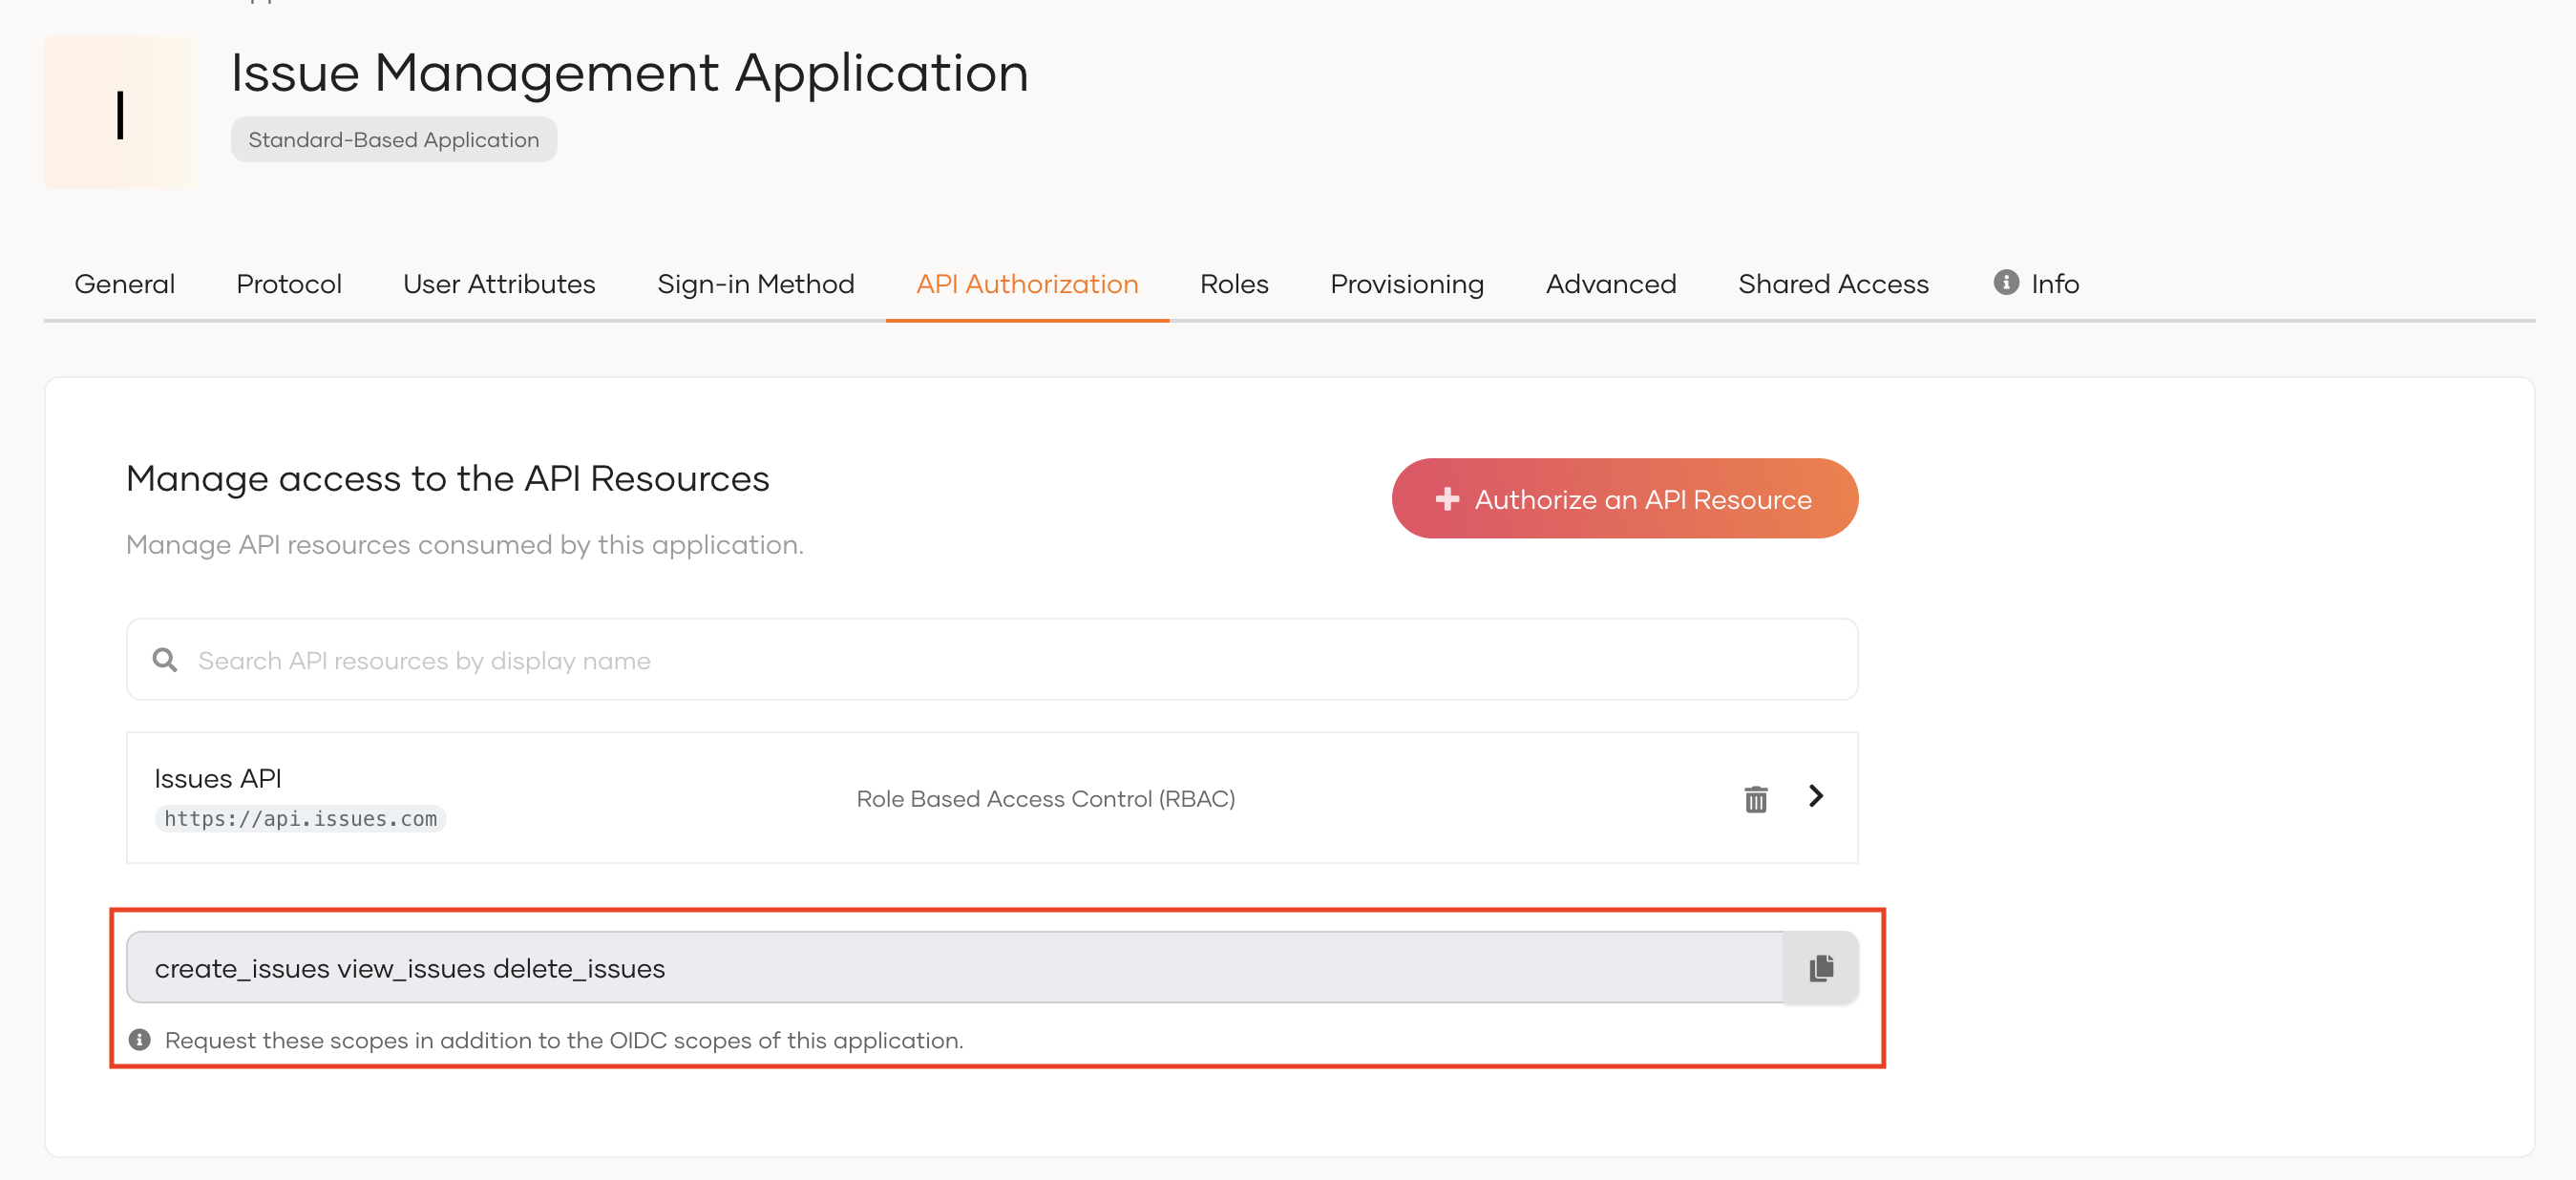 I
Issue Management Application
Standard-Based Application
General Protocol User Attributes Sign-in Method API Authorization Roles Provisioning Advanced Shared Access Info
Manage access to the API Resources
Authorize an API Resource
Manage API resources consumed by this application.
Search API resources by display name
Issues API
https://api.issues.com
Role Based Access Control (RBAC)
create_issues view_issues delete_issues
Request these scopes in addition to the OIDC scopes of this application.